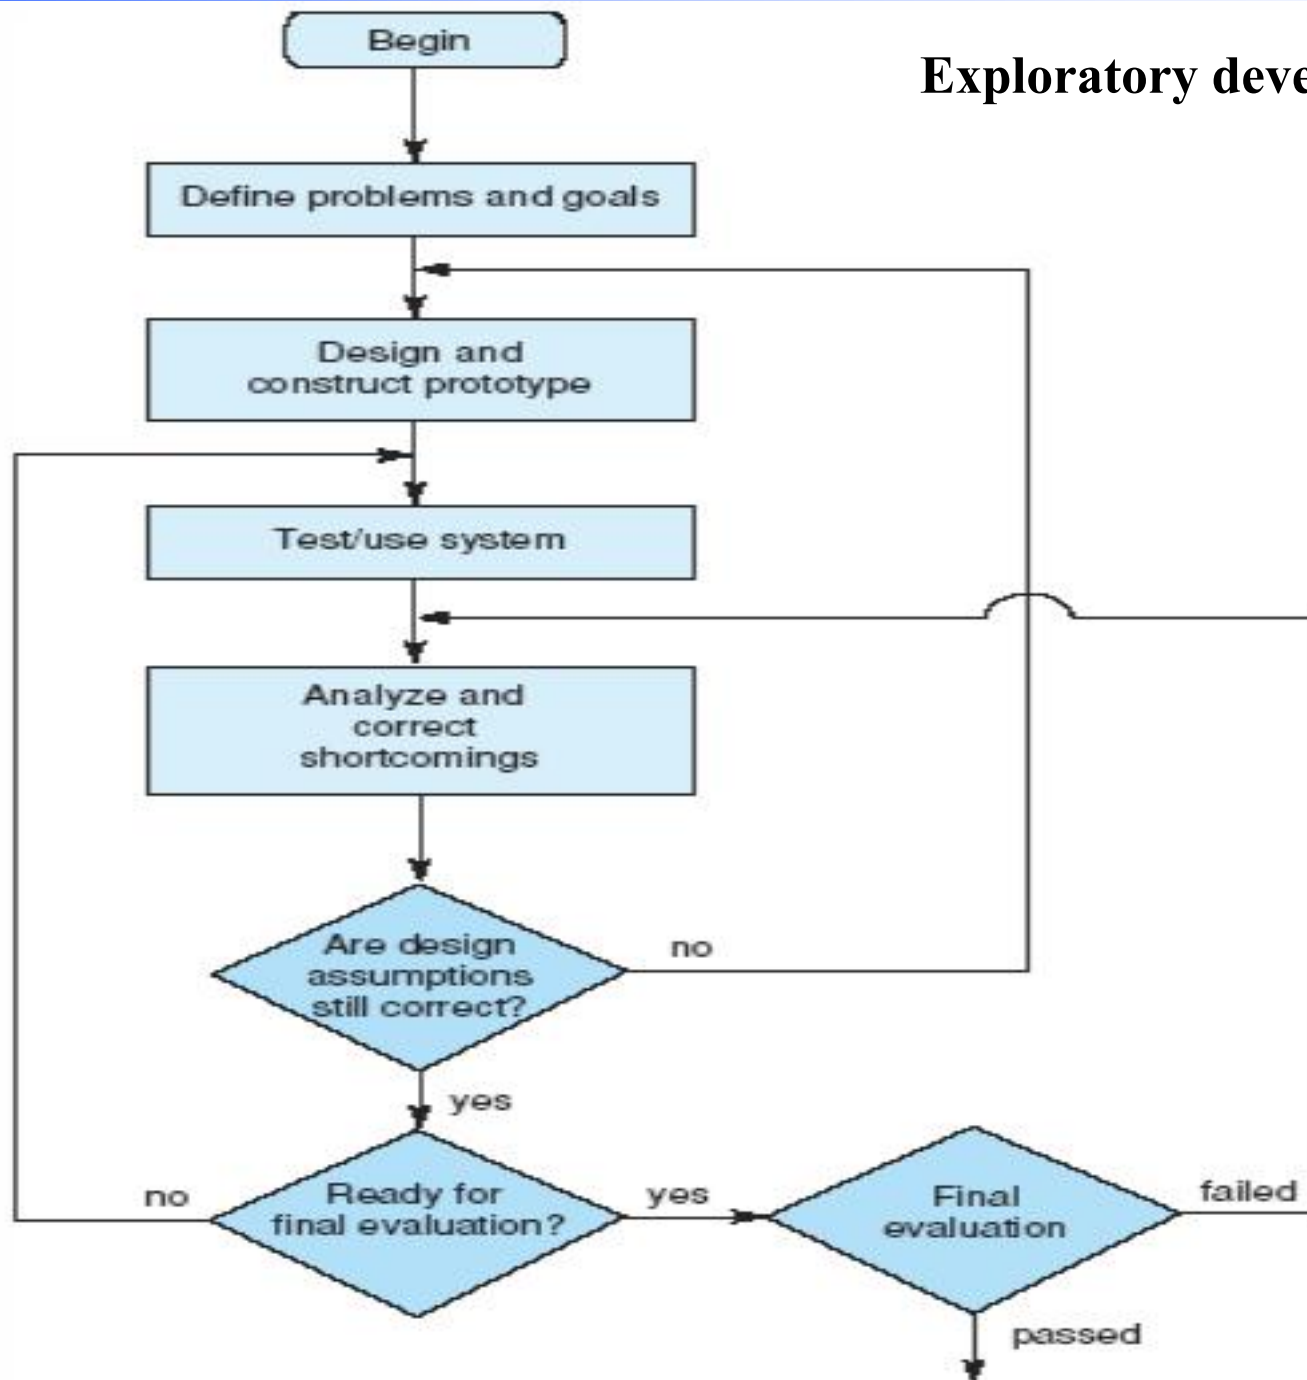 Begin
Exploratory deve
Define problems and goals
Design and
construct prototype
Test/use system
Analyze and
correct
shortcomings
Are design
assumptions
still correct?
no
yes
no
Ready for
final evaluation?
yes
Final
evaluation
failed
passed